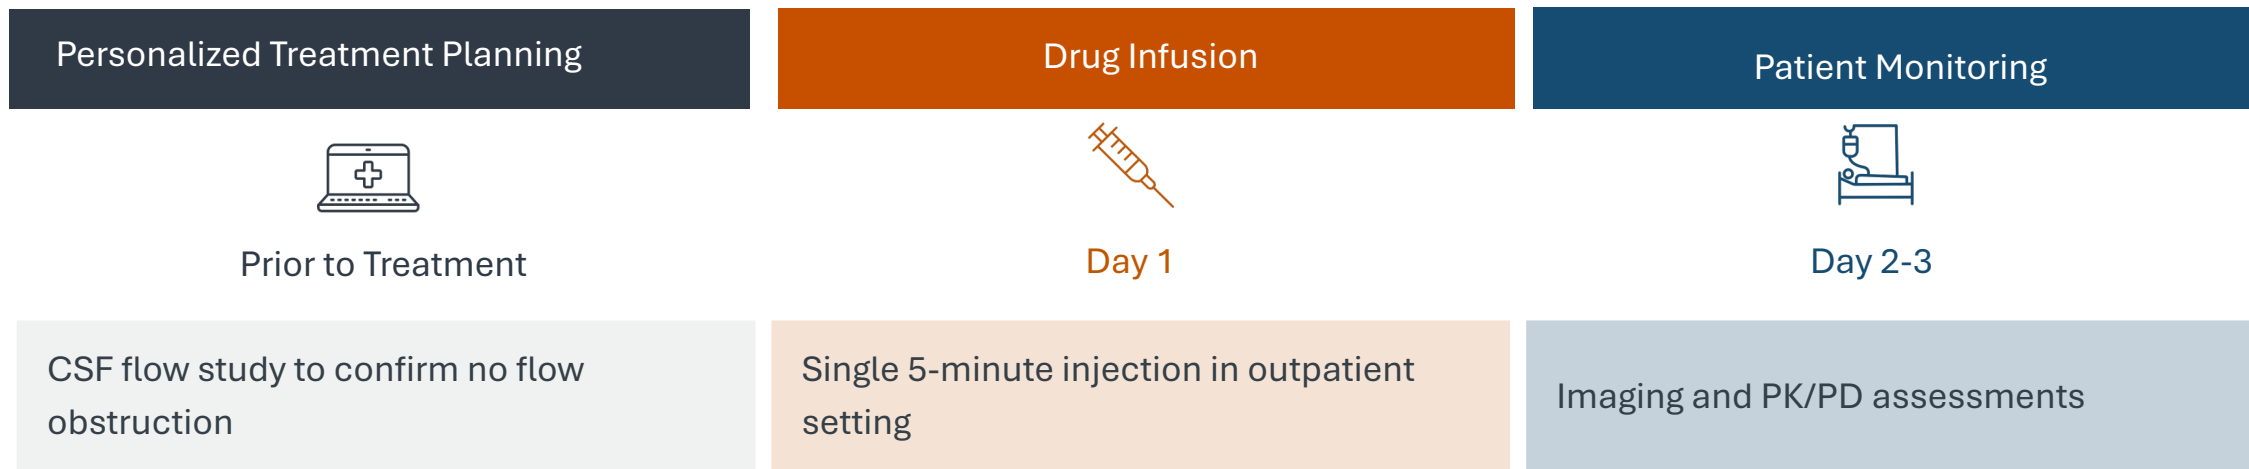 Personalized Treatment Planning
Drug Infusion
Patient Monitoring
Prior to Treatment
Day 1
Day 2-3
CSF flow study to confirm no flow
obstruction
Single 5-minute injection in outpatient
setting
Imaging and PK/PD assessments